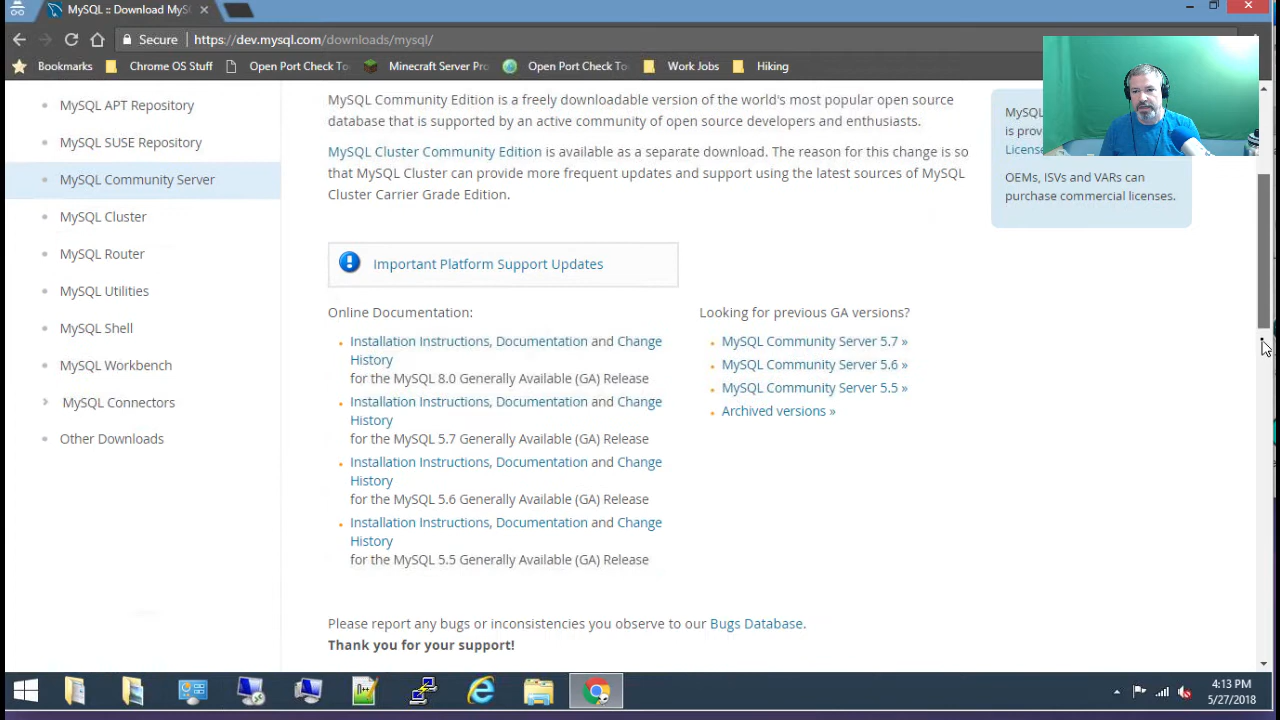 MySQL :: Download MyS
Secure https://dev.mysql.com/downloads/mysql/
Bookmarks Chrome OS Stuff Open Port Check To Minecraft Server Pro Open Port Check To Work Jobs Hiking
MySQL APT Repository
MySQL SUSE Repository
MySQL Community Server
MySQL Cluster
MySQL Router
MySQL Utilities
MySQL Shell
MySQL Workbench
MySQL Connectors
Other Downloads
MySQL Community Edition is a freely downloadable version of the world's most popular open source
database that is supported by an active community of open source developers and enthusiasts.
MySQL Cluster Community Edition is available as a separate download. The reason for this change is so
that MySQL Cluster can provide more frequent updates and support using the latest sources of MySQL
Cluster Carrier Grade Edition.
Important Platform Support Updates
Online Documentation:
Installation Instructions, Documentation and Change
History
for the MySQL 8.0 Generally Available (GA) Release
Installation Instructions, Documentation and Change
History
for the MySQL 5.7 Generally Available (GA) Release
Installation Instructions, Documentation and Change
History
for the MySQL 5.6 Generally Available (GA) Release
Installation Instructions, Documentation and Change
History
for the MySQL 5.5 Generally Available (GA) Release
Looking for previous GA versions?
MySQL Community Server 5.7 »
MySQL Community Server 5.6 »
MySQL Community Server 5.5 »
Archived versions »
Please report any bugs or inconsistencies you observe to our Bugs Database.
Thank you for your support!
MySQL
is prov
Licens
OEMs, ISVs and VARs can
purchase commercial licenses.
4:13 PM
5/27/2018